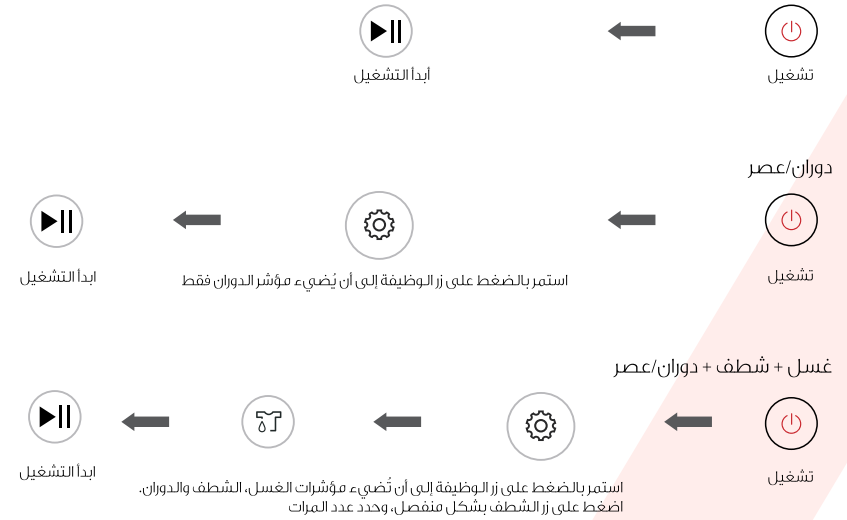 تشغيل
أبدأ التشغيل
دوران/عصر
تشغيل
استمر بالضغط على زر الوظيفة إلى أن يُضيء مؤشر الدوران فقط
ابدأ التشغيل
غسل + شطف + دوران/عصر
تشغيل
استمر بالضغط على زر الوظيفة إلى أن تُضيء مؤشرات الغسل، الشطف والدوران.
اضغط على زر الشطف بشكل منفصل، وحدد عدد المرات
ابدأ التشغيل